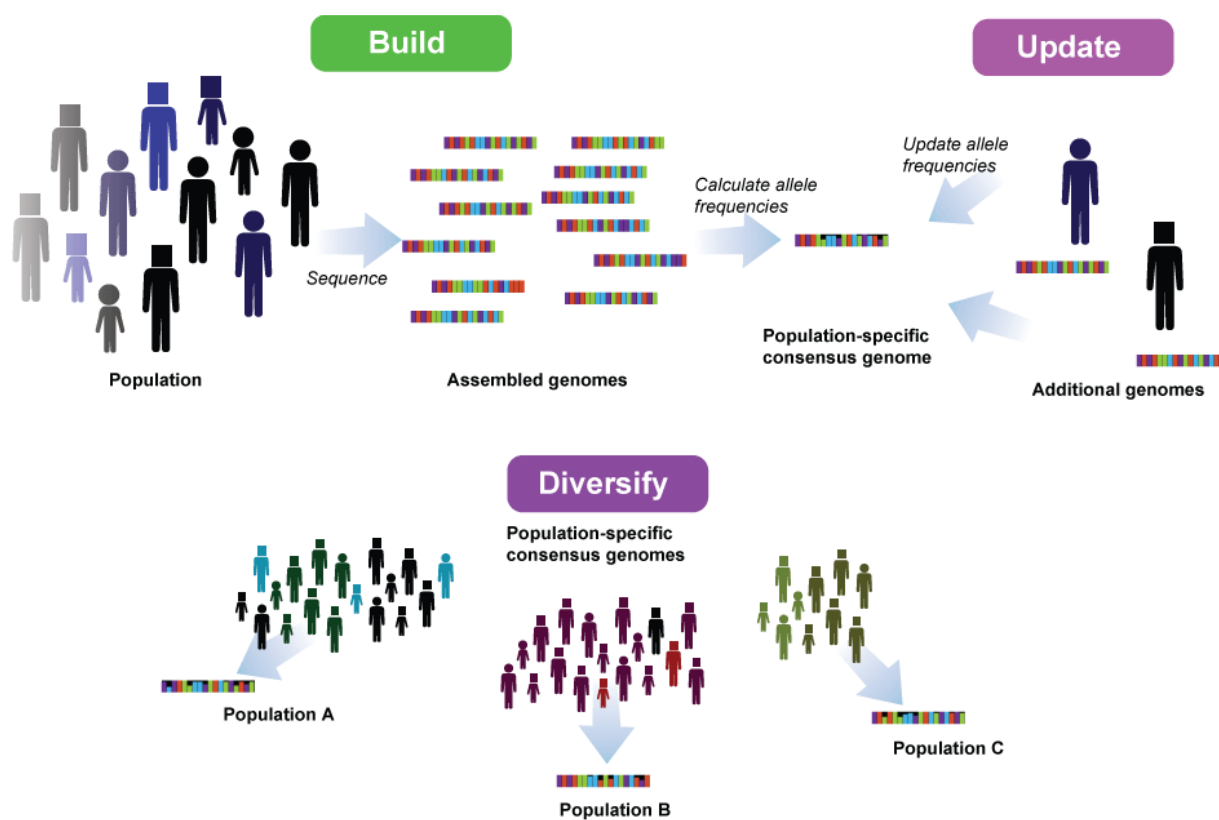 Build
Update
Update allele
frequencies
Calculate allele
frequencies
Sequence
Population-specific
consensus genome
Population
Assembled genomes
Additional genomes
Diversify
Population-specific
consensus genomes
Population A
Population B
Population C